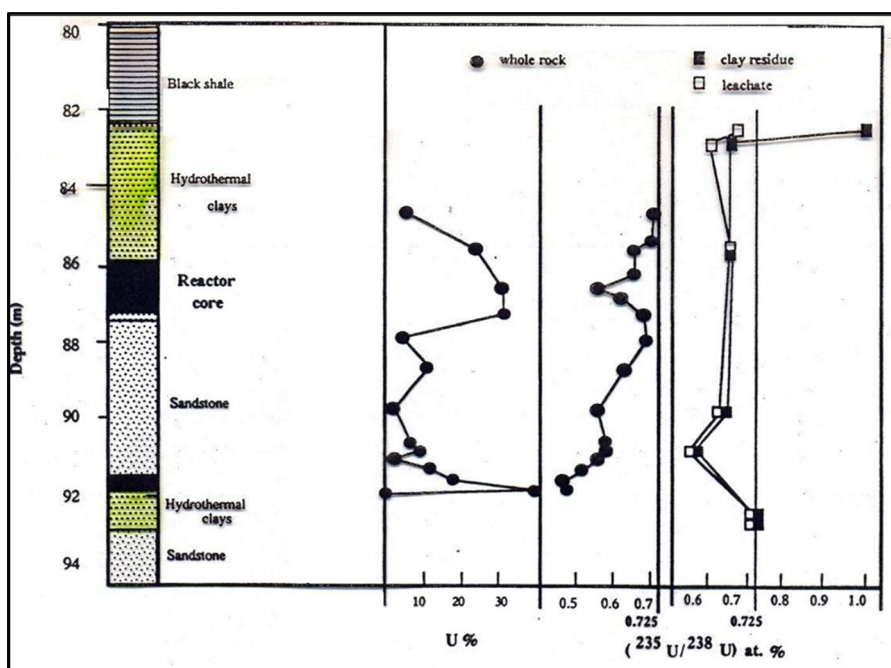 80
82
84
86
88
90
92
94
Depth (m)
Black shale
Hydrothermal
clays
Reactor
core
Sandstone
Hydrothermal
clays
Sandstone
whole rock
clay residue
leachate
10 20 30
U %
0.5 0.6 0.7
0.725
0.6 0.7 0.8 0.9 1.0
0.725
( 235 U/ 238 U) at. %